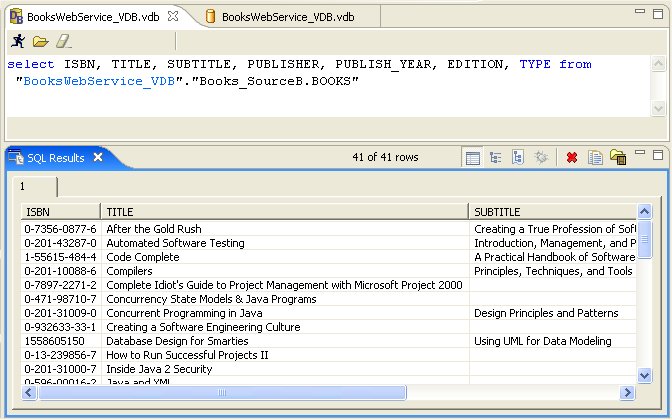 BooksWebService_VDB.vdb BooksWebService_VDB.vdb
select ISBN, TITLE, SUBTITLE, PUBLISHER, PUBLISH_YEAR, EDITION, TYPE from
"BooksWebService_VDB"."Books_SourceB.BOOKS"
SQL Results 41 of 41 rows
1
ISBN TITLE SUBTITLE
0-7356-0877-6 After the Gold Rush Creating a True Profession of Sof
0-201-43287-0 Automated Software Testing Introduction, Management, and P
1-55615-484-4 Code Complete A Practical Handbook of Software
0-201-10088-6 Compilers Principles, Techniques, and Tools
0-7897-2271-2 Complete Idiot's Guide to Project Management with Microsoft Project 2000
0-471-98710-7 Concurrency State Models & Java Programs
0-201-31009-0 Concurrent Programming in Java Design Principles and Patterns
0-932633-33-1 Creating a Software Engineering Culture
1558605150 Database Design for Smarties Using UML for Data Modeling
0-13-239856-7 How to Run Successful Projects II
0-201-31000-7 Inside Java 2 Security
0-596-00016-2 Java and XML